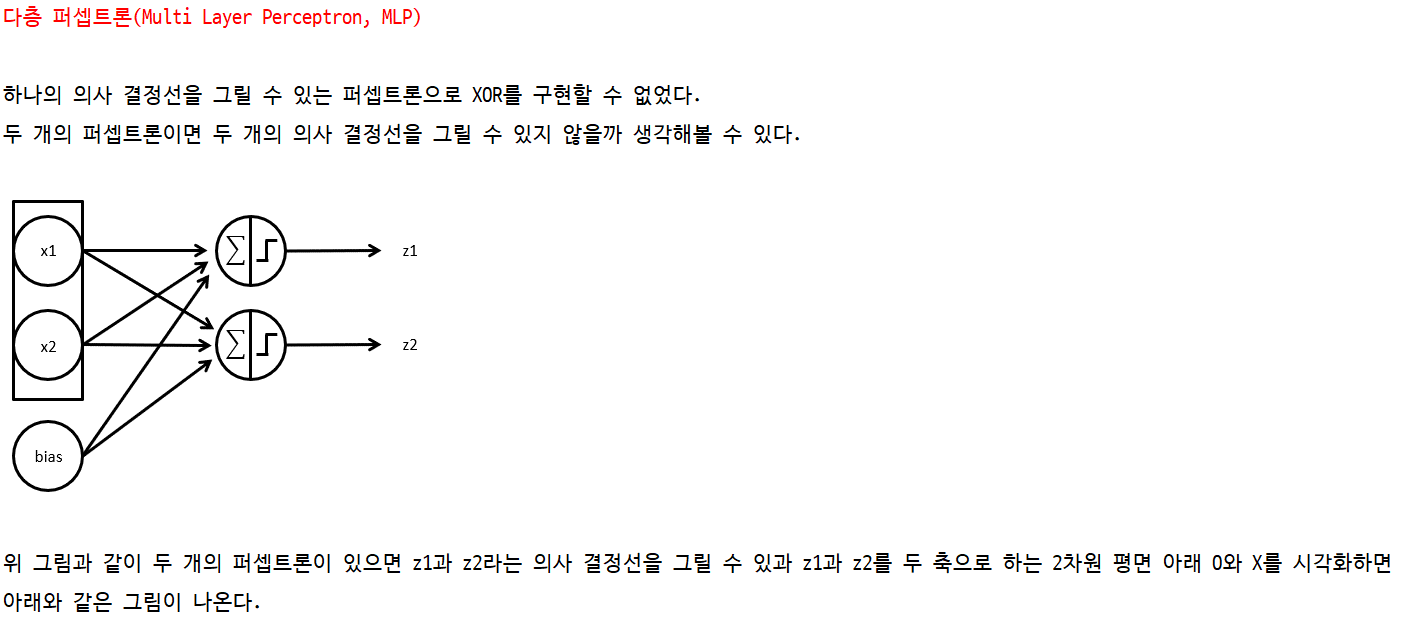 다층 퍼셉트론(Multi Layer Perceptron, MLP)
하나의 의사 결정선을 그릴 수 있는 퍼셉트론으로 XOR를 구현할 수 없었다.
두 개의 퍼셉트론이면 두 개의 의사 결정선을 그릴 수 있지 않을까 생각해볼 수 있다.
x1
∑
z1
x2
∑
z2
bias
위 그림과 같이 두 개의 퍼셉트론이 있으면 z1과 z2라는 의사 결정선을 그릴 수 있과 z1과 z2를 두 축으로 하는 2차원 평면 아래 O와 X를 시각화하면
아래와 같은 그림이 나온다.